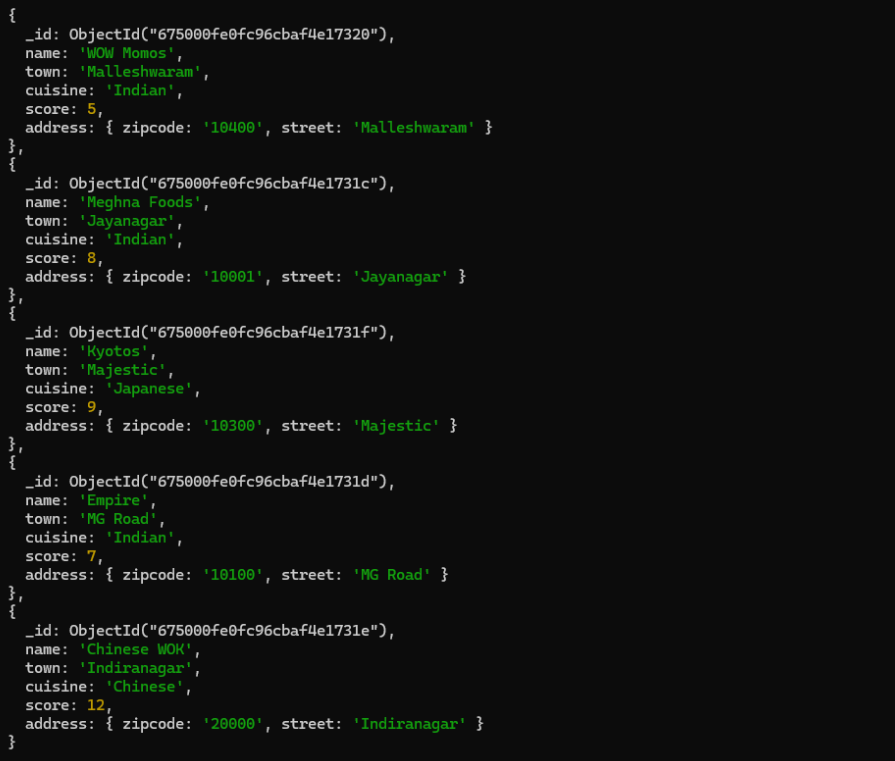 {
  _id: ObjectId("675000fe0fc96cbaf4e17320"),
  name: 'WOW Momos',
  town: 'Malleshwaram',
  cuisine: 'Indian',
  score: 5,
  address: { zipcode: '10400', street: 'Malleshwaram' }
},
{
  _id: ObjectId("675000fe0fc96cbaf4e1731c"),
  name: 'Meghna Foods',
  town: 'Jayanagar',
  cuisine: 'Indian',
  score: 8,
  address: { zipcode: '10001', street: 'Jayanagar' }
},
{
  _id: ObjectId("675000fe0fc96cbaf4e1731f"),
  name: 'Kyotos',
  town: 'Majestic',
  cuisine: 'Japanese',
  score: 9,
  address: { zipcode: '10300', street: 'Majestic' }
},
{
  _id: ObjectId("675000fe0fc96cbaf4e1731d"),
  name: 'Empire',
  town: 'MG Road',
  cuisine: 'Indian',
  score: 7,
  address: { zipcode: '10100', street: 'MG Road' }
},
{
  _id: ObjectId("675000fe0fc96cbaf4e1731e"),
  name: 'Chinese WOK',
  town: 'Indiranagar',
  cuisine: 'Chinese',
  score: 12,
  address: { zipcode: '20000', street: 'Indiranagar' }
}